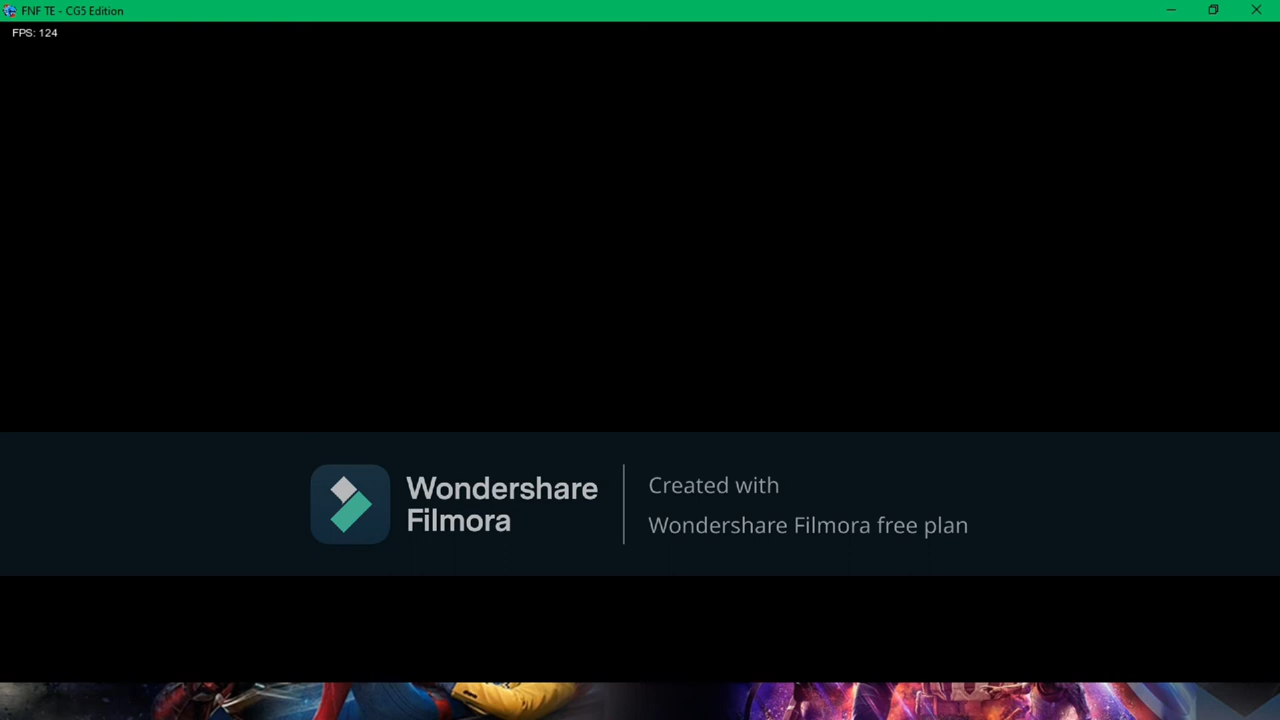 FNF TE - CG5 Edition
FPS: 124
Wondershare
Filmora
Created with
Wondershare Filmora free plan